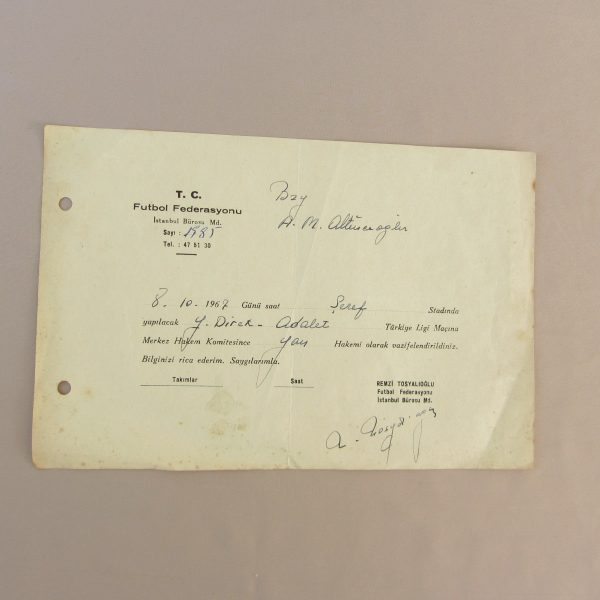 T. C.
Futbol Federasyonu
İstanbul Bürosu Md.
Sayı :
Tel. : 47 51 30
Bay
A. M.
8. 10. 1967 Günü saat Şeref Stadında
yapılacak Y. Direk - Adalet Türkiye Ligi Maçına
Merkez Hakem Komitesince yan Hakemi olarak vazifelendirildiniz.
Bilginizi rica ederim. Saygılarımla.
Takımlar Saat
REMZİ TOSYALIOĞLU
Futbol Federasyonu
İstanbul Bürosu Md.